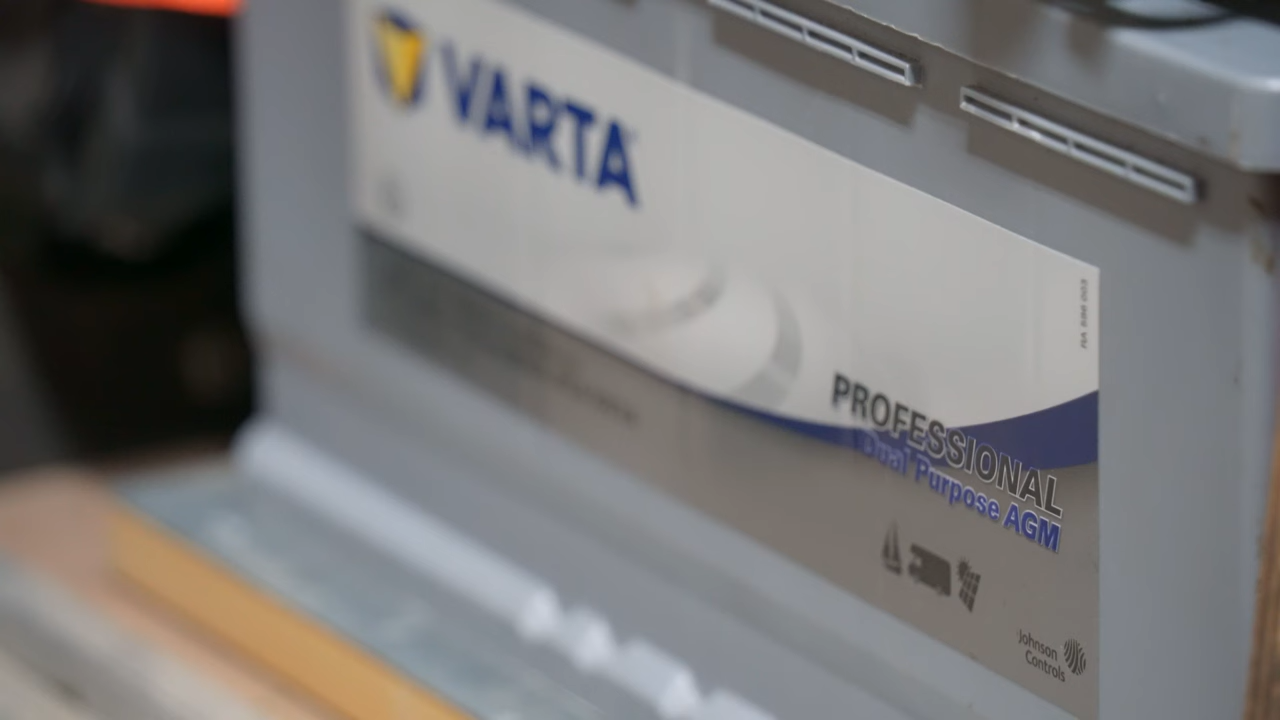 VARTA
PROFESSIONAL
Dual Purpose AGM
Johnson
Controls